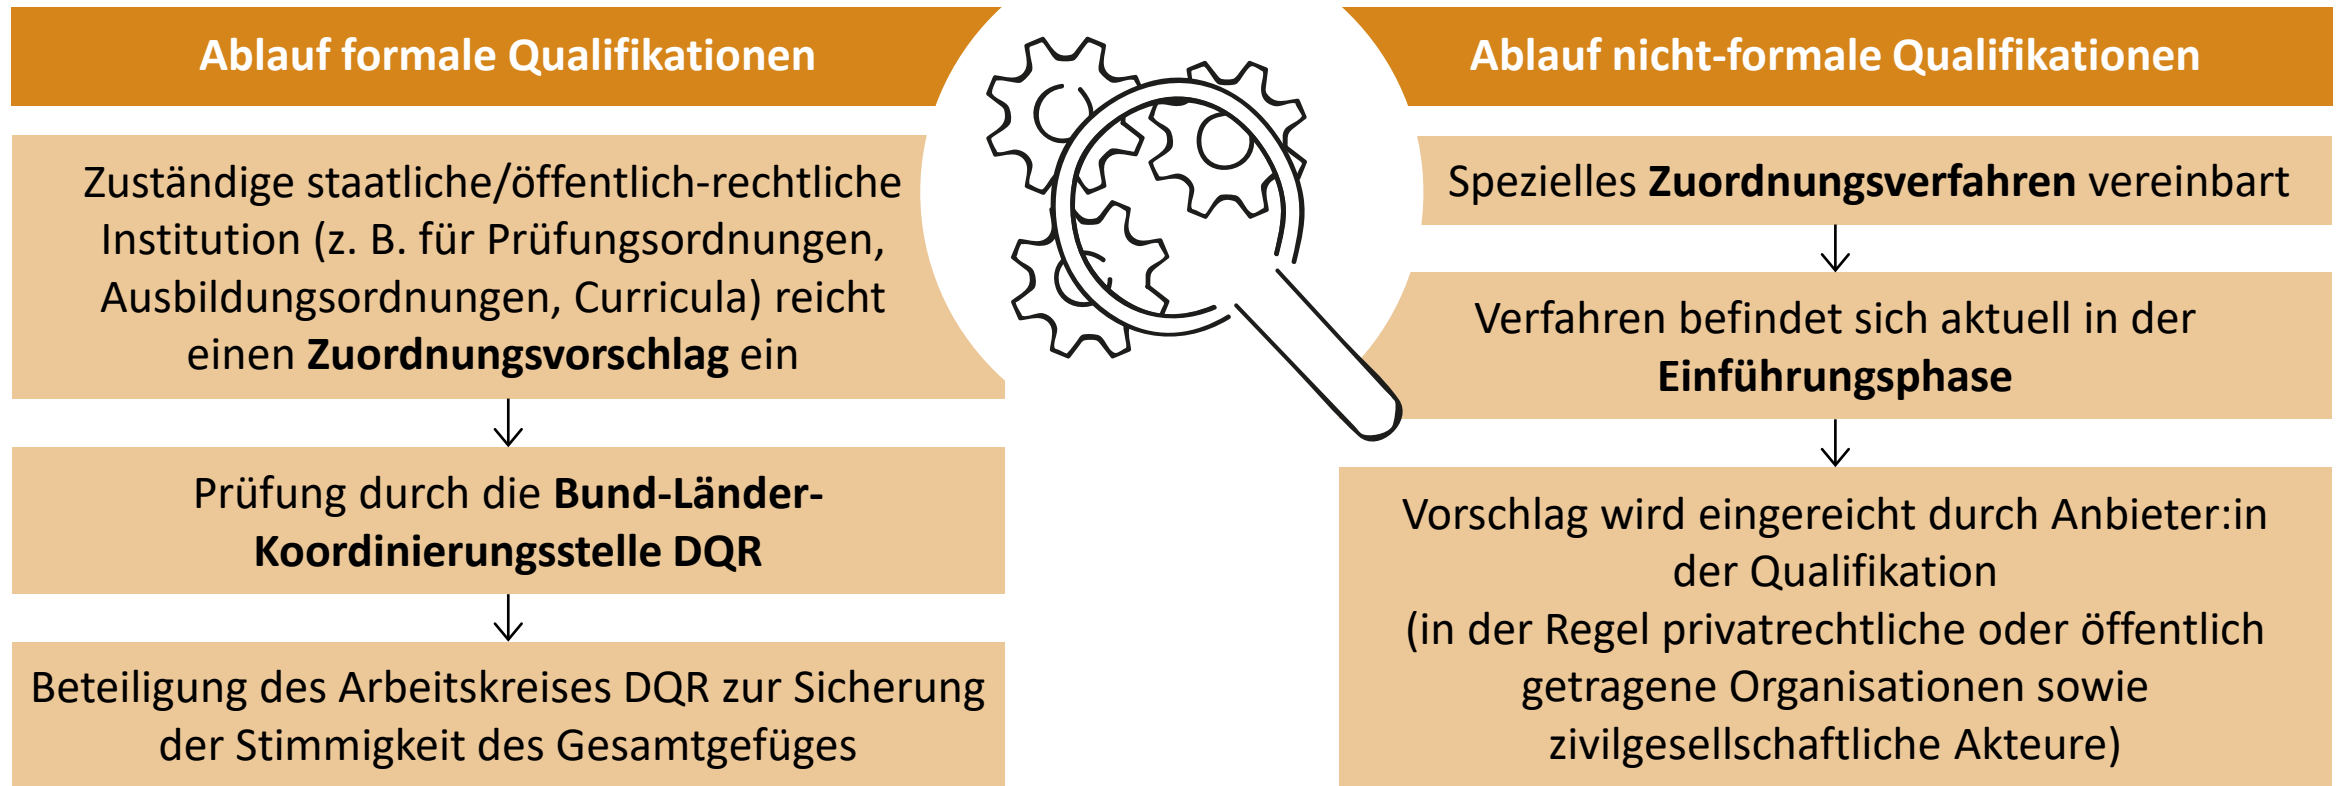 Ablauf formale Qualifikationen
Zuständige staatliche/öffentlich-rechtliche
Institution (z. B. für Prüfungsordnungen,
Ausbildungsordnungen, Curricula) reicht
einen Zuordnungsvorschlag ein
Prüfung durch die Bund-Länder-
Koordinierungsstelle DQR
Beteiligung des Arbeitskreises DQR zur Sicherung
der Stimmigkeit des Gesamtgefüges
Ablauf nicht-formale Qualifikationen
Spezielles Zuordnungsverfahren vereinbart
Verfahren befindet sich aktuell in der
Einführungsphase
Vorschlag wird eingereicht durch Anbieter:in
der Qualifikation
(in der Regel privatrechtliche oder öffentlich
getragene Organisationen sowie
zivilgesellschaftliche Akteure)